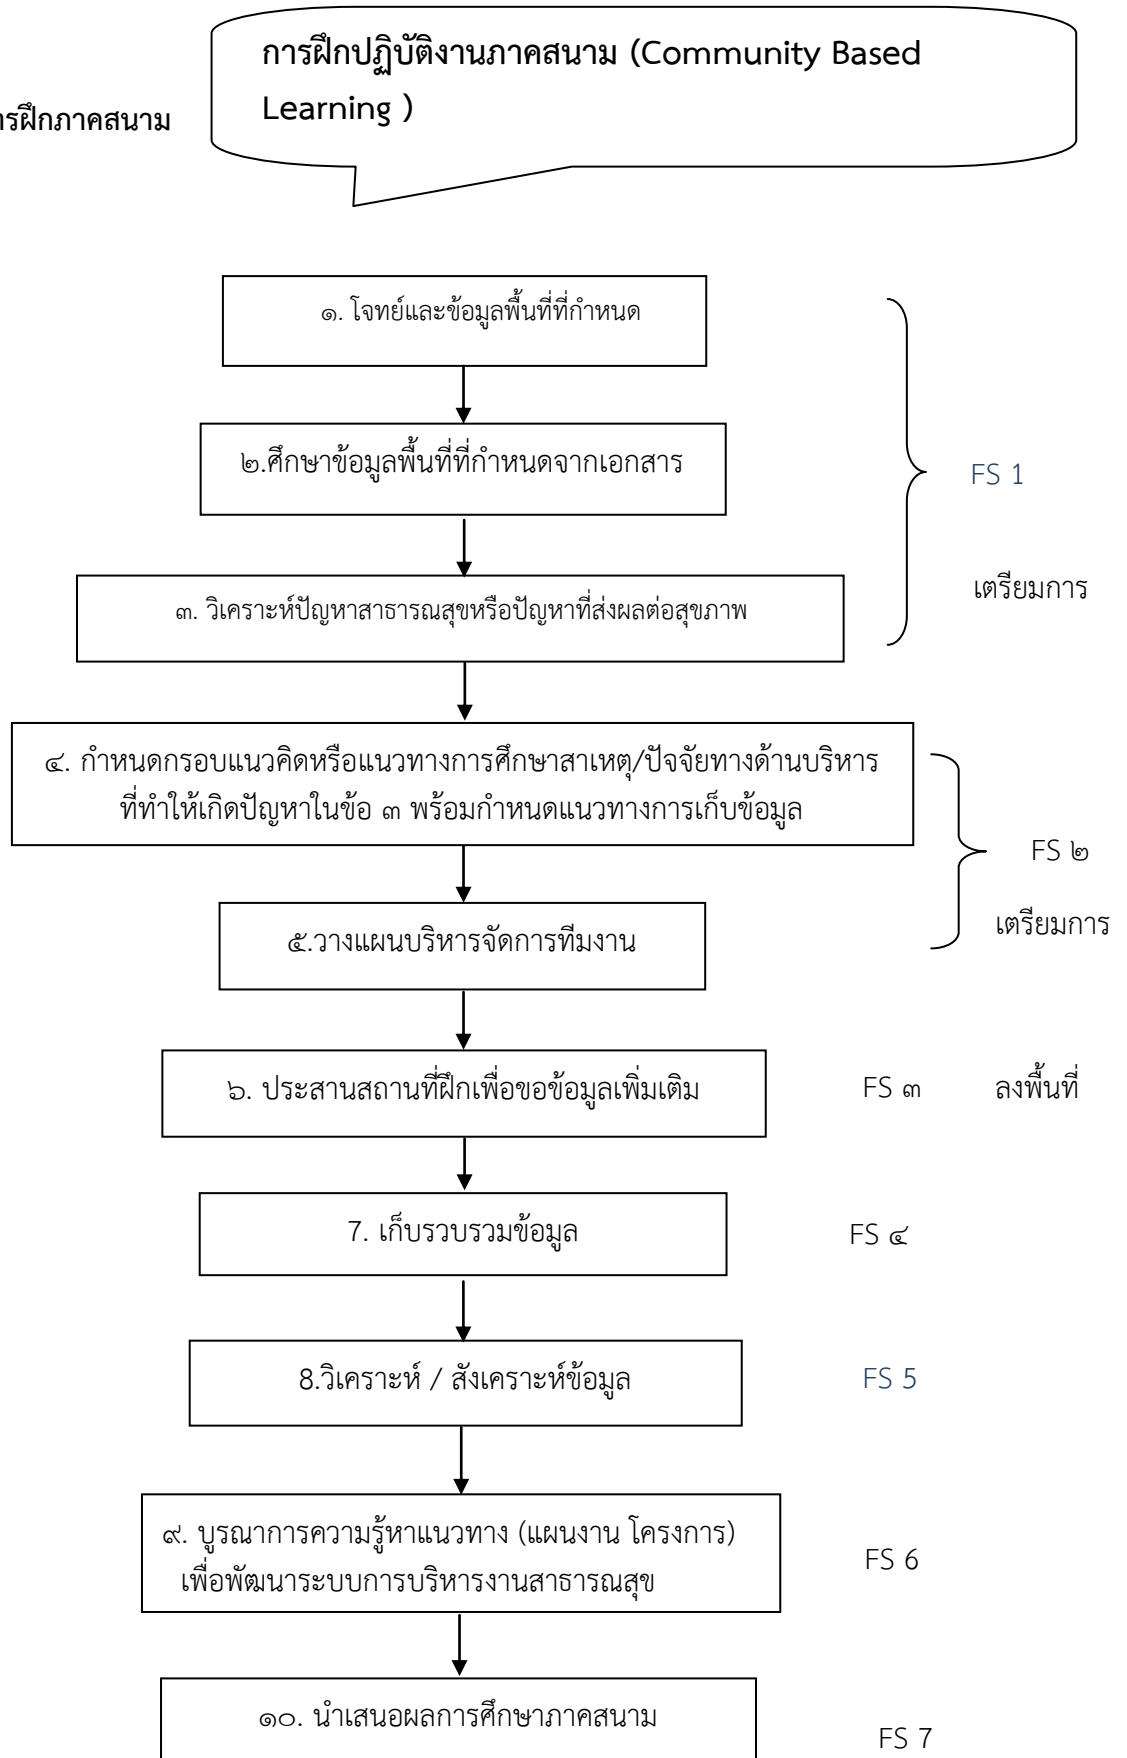 การฝึกปฏิบัติงานภาคสนาม (Community Based
Learning )
รฝึกภาคสนาม
๑. โจทย์และข้อมูลพื้นที่ที่กำหนด
๒.ศึกษาข้อมูลพื้นที่ที่กำหนดจากเอกสาร
FS 1
๓. วิเคราะห์ปัญหาสาธารณสุขหรือปัญหาที่ส่งผลต่อสุขภาพ
เตรียมการ
๔. กำหนดกรอบแนวคิดหรือแนวทางการศึกษาสาเหตุ/ปัจจัยทางด้านบริหาร
ที่ทำให้เกิดปัญหาในข้อ ๓ พร้อมกำหนดแนวทางการเก็บข้อมูล
FS ๒
เตรียมการ
๕.วางแผนบริหารจัดการทีมงาน
๖. ประสานสถานที่ฝึกเพื่อขอข้อมูลเพิ่มเติม
FS ๓ ลงพื้นที่
7. เก็บรวบรวมข้อมูล
FS ๔
8.วิเคราะห์ / สังเคราะห์ข้อมูล
FS 5
๙. บูรณาการความรู้หาแนวทาง (แผนงาน โครงการ)
เพื่อพัฒนาระบบการบริหารงานสาธารณสุข
FS 6
๑๐. นำเสนอผลการศึกษาภาคสนาม
FS 7